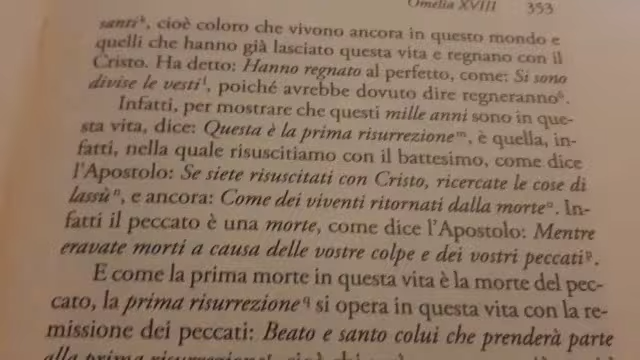 Omelia XVIII 353
santi k, cioè coloro che vivono ancora in questo mondo e
quelli che hanno già lasciato questa vita e regnano con il
Cristo. Ha detto: Hanno regnato al perfetto, come: Si sono
divise le vesti l, poiché avrebbe dovuto dire regneranno 6.
Infatti, per mostrare che questi mille anni sono in que-
sta vita, dice: Questa è la prima risurrezione m, è quella, in-
fatti, nella quale risuscitiamo con il battesimo, come dice
l'Apostolo: Se siete risuscitati con Cristo, ricercate le cose di
lassù n, e ancora: Come dei viventi ritornati dalla morte o. In-
fatti il peccato è una morte, come dice l'Apostolo: Mentre
eravate morti a causa delle vostre colpe e dei vostri peccati p.
E come la prima morte in questa vita è la morte del pec-
cato, la prima risurrezione q si opera in questa vita con la re-
missione dei peccati: Beato e santo colui che prenderà parte
alla prima risurrezione r, cioè chi